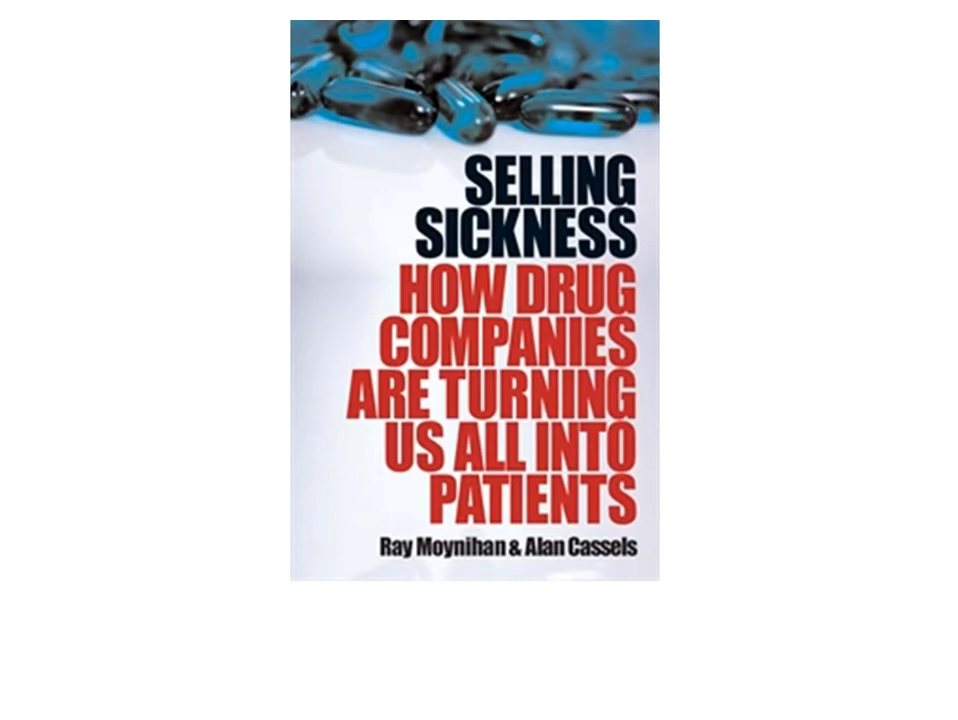 SELLING
SICKNESS
HOW DRUG
COMPANIES
ARE TURNING
US ALL INTO
PATIENTS
Ray Moynihan & Alan Cassels